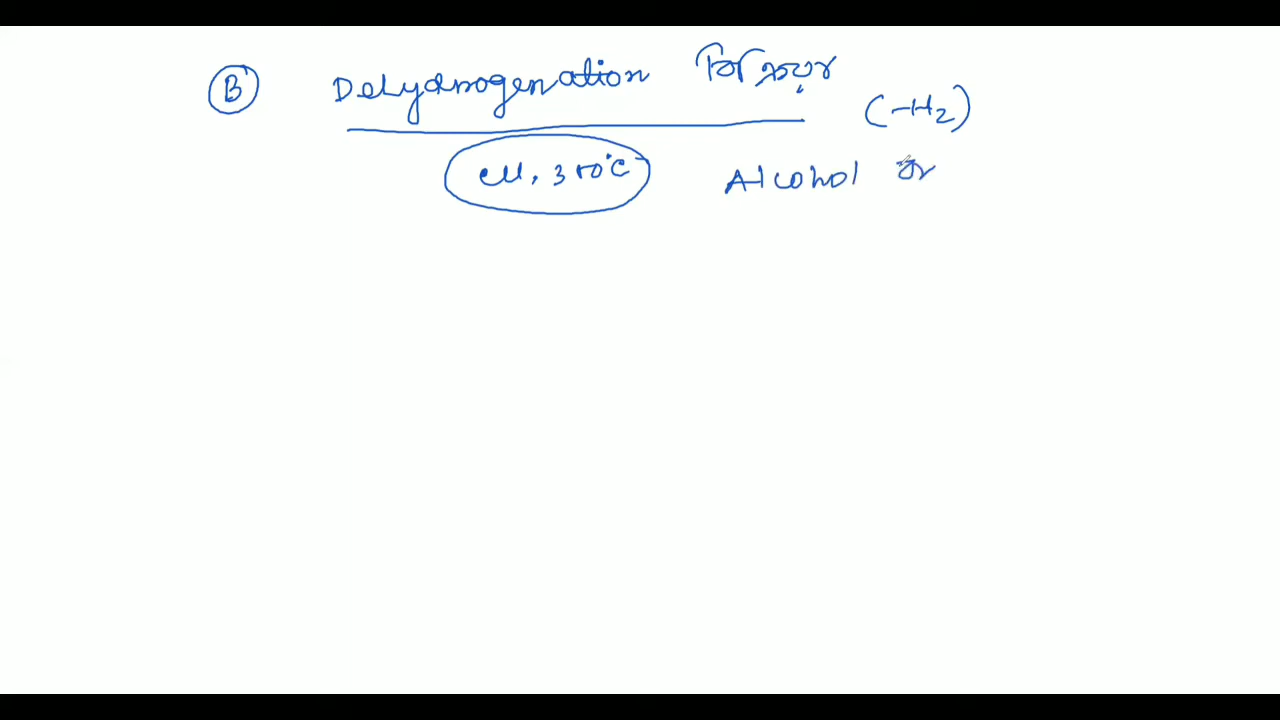 B Dehydrogenation বিক্রিয়ায় (-H2)
Cu, 350°C Alcohol এর